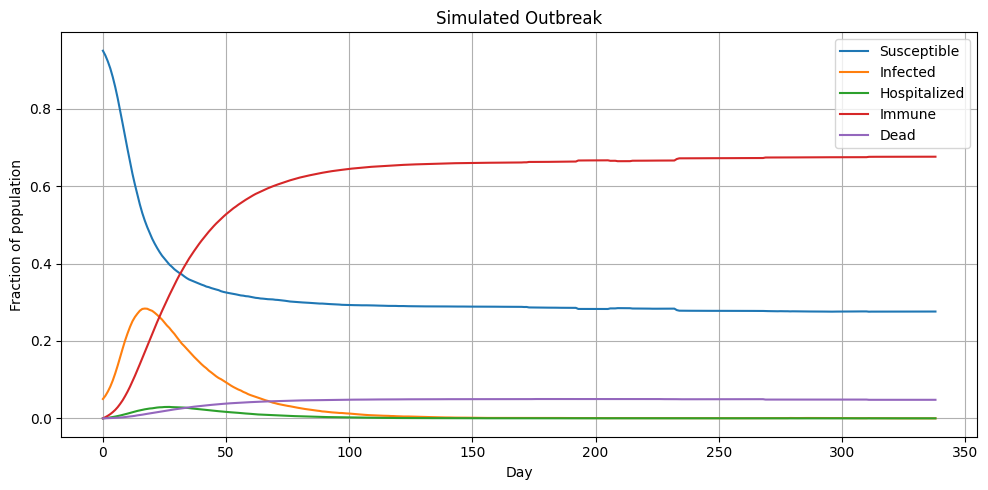 Simulated Outbreak
Susceptible
Infected
Hospitalized
Immune
Dead
Fraction of population
0.8
0.6
0.4
0.2
0.0
0 50 100 150 200 250 300 350
Day